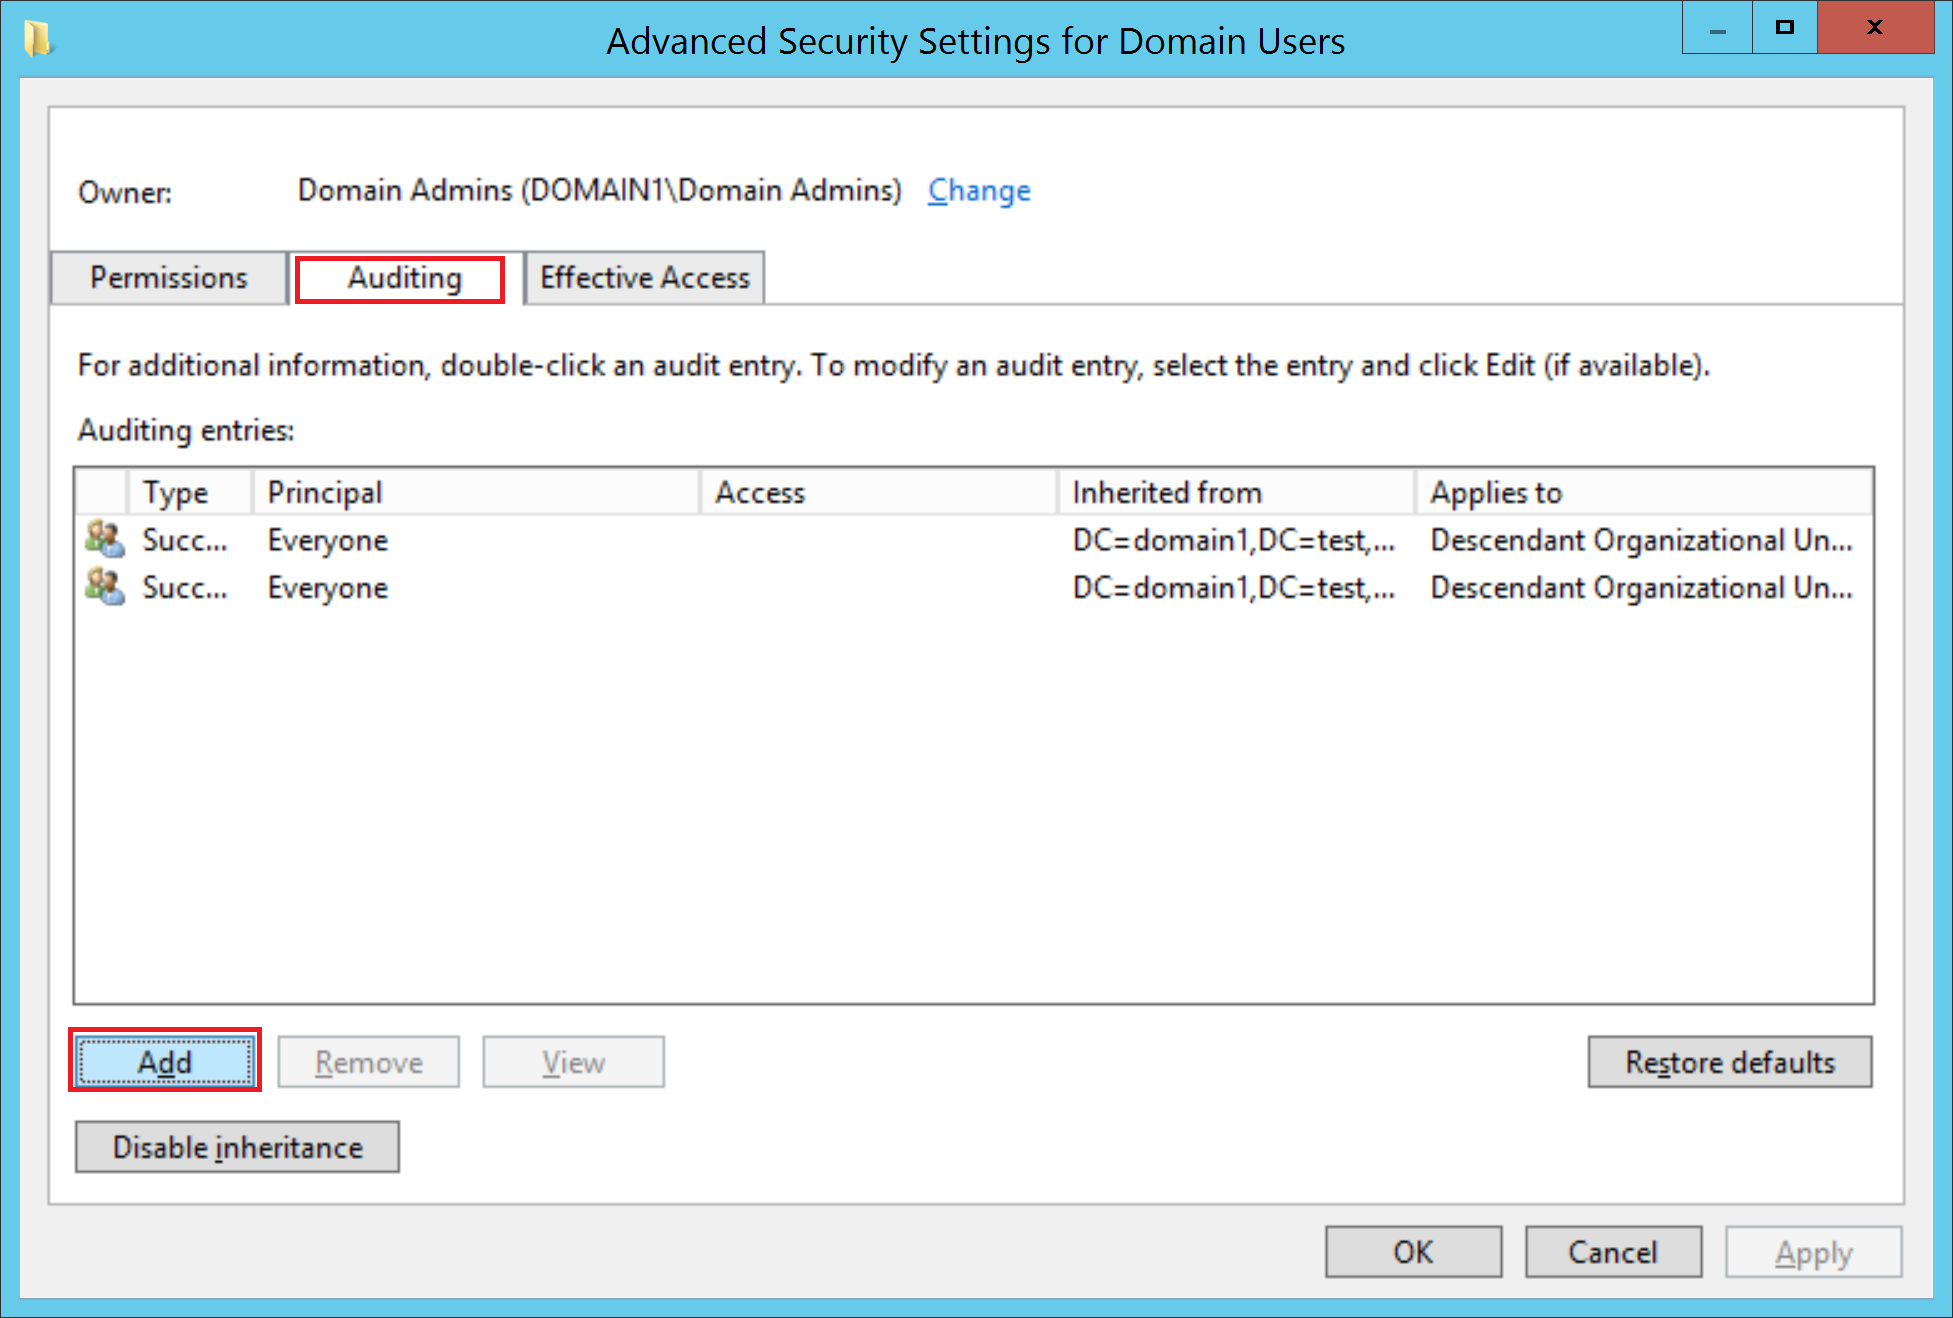 Advanced Security Settings for Domain Users
Owner: Domain Admins (DOMAIN1\Domain Admins) Change
Permissions Auditing Effective Access
For additional information, double-click an audit entry. To modify an audit entry, select the entry and click Edit (if available).
Auditing entries:
Type Principal Access Inherited from Applies to
Succ... Everyone DC=domain1,DC=test,... Descendant Organizational Un...
Succ... Everyone DC=domain1,DC=test,... Descendant Organizational Un...
Add Remove View Restore defaults
Disable inheritance
OK Cancel Apply